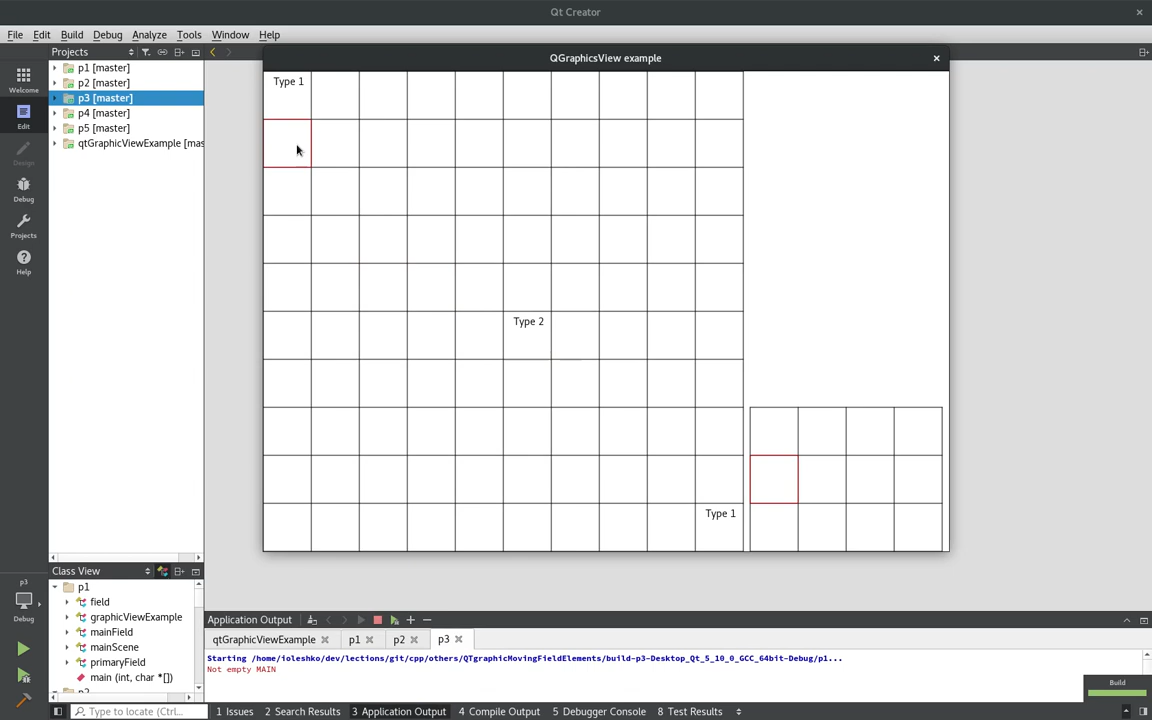 Qt Creator
File Edit Build Debug Analyze Tools Window Help
Projects
QGraphicsView example
p1 [master]
p2 [master]
p3 [master]
p4 [master]
p5 [master]
qtGraphicViewExample [mas
Welcome
Edit
Design
Debug
Projects
Help
Type 1
Type 2
Type 1
Class View
p1
field
graphicViewExample
mainField
mainScene
primaryField
main (int, char *[])
p3
Debug
Application Output
qtGraphicViewExample p1 p2 p3
Starting /home/ioleshko/dev/lections/git/cpp/others/QTgraphicMovingFieldElements/build-p3-Desktop_Qt_5_10_0_GCC_64bit-Debug/p1...
Not empty MAIN
Build
Type to locate (Ctrl...
1 Issues 2 Search Results 3 Application Output 4 Compile Output 5 Debugger Console 8 Test Results